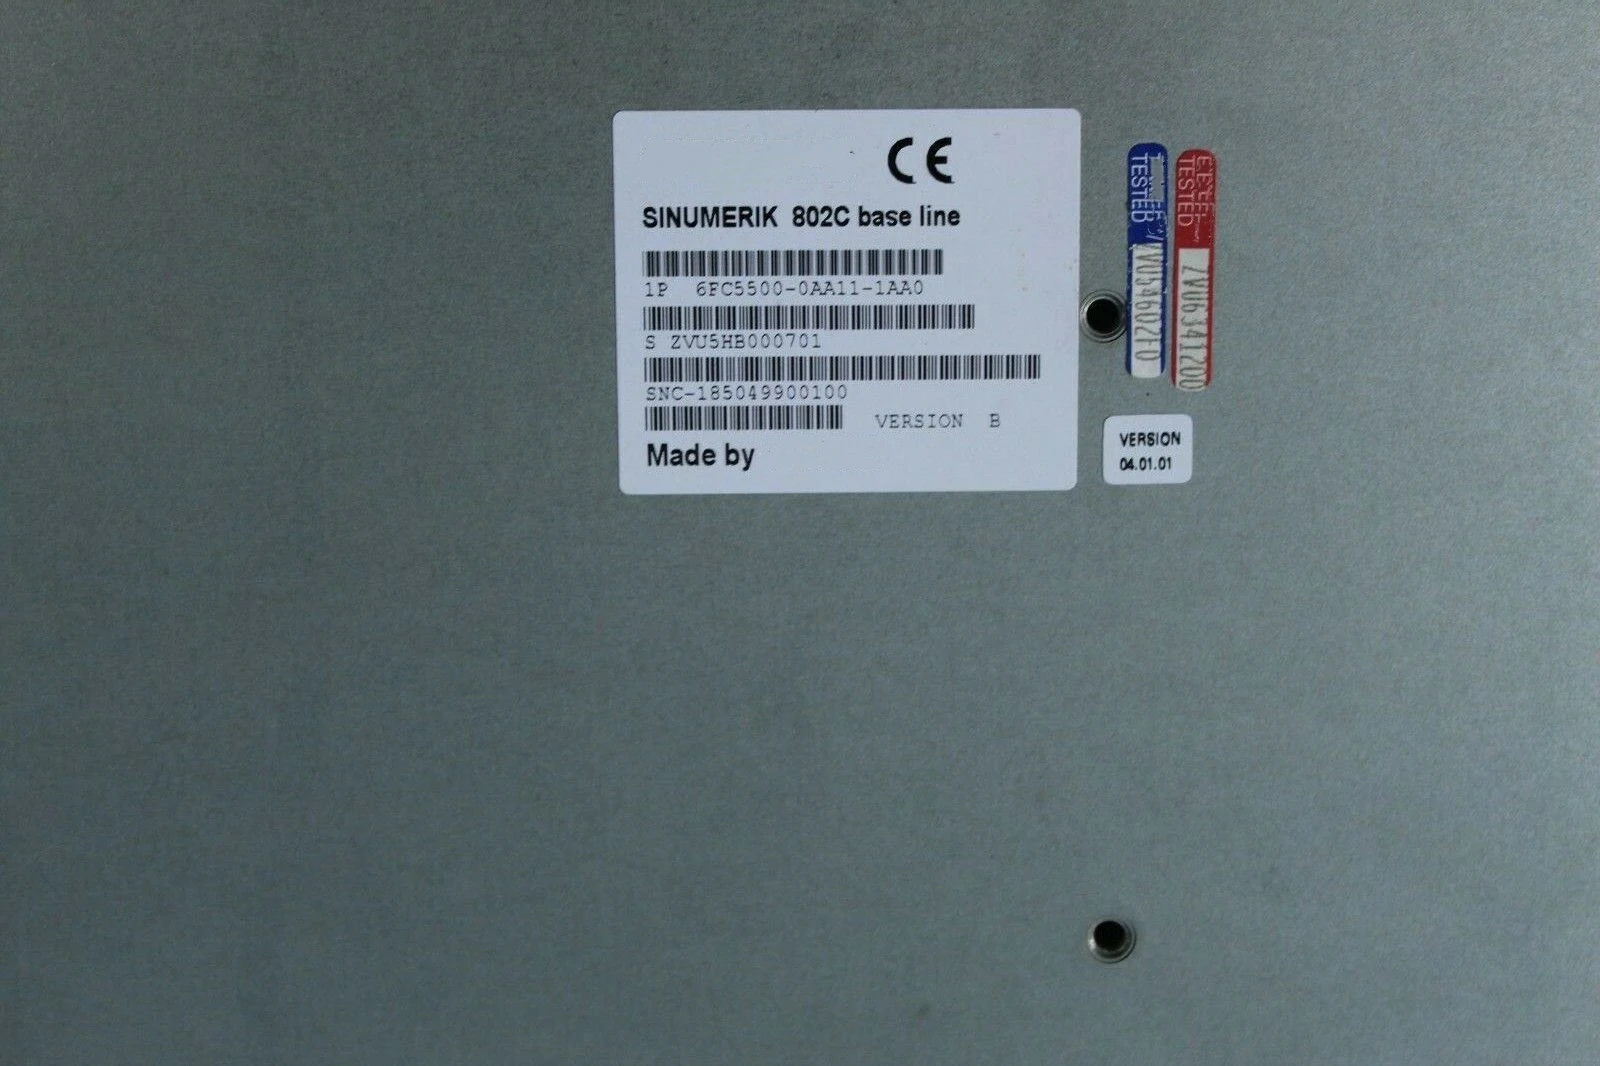 CE
SINUMERIK 802C base line
1P 6FC5500-0AA11-1AA0
S ZVU5HB000701
SNC-185049900100
VERSION B
Made by
TESTED
TESTED
ZVU6341200
VERSION
04.01.01